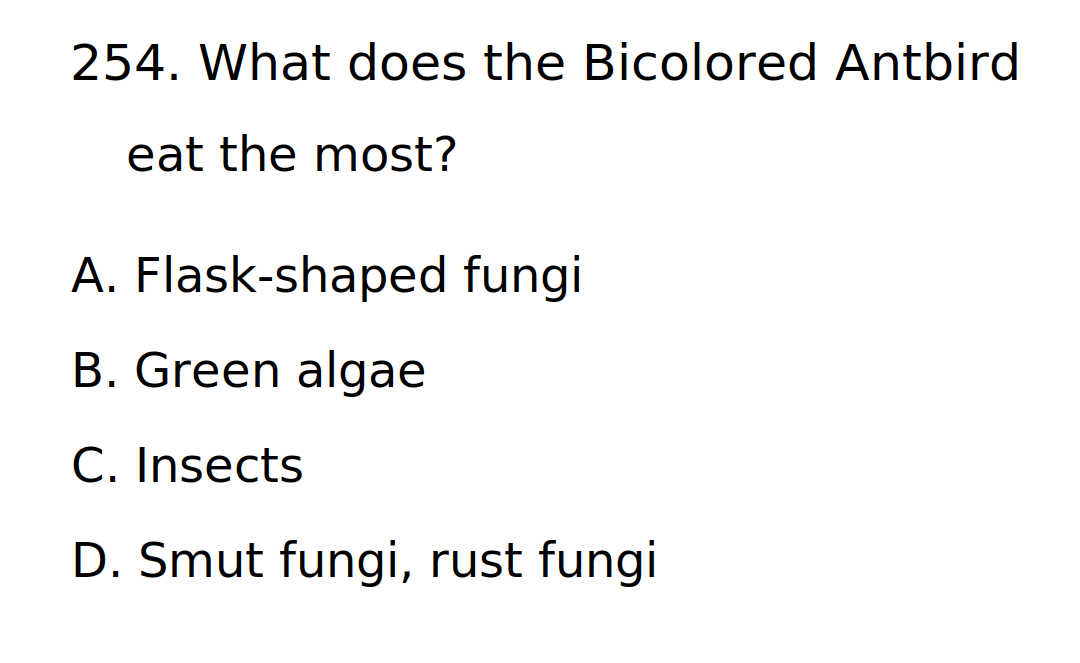 254. What does the Bicolored Antbird
eat the most?
A. Flask-shaped fungi
B. Green algae
C. Insects
D. Smut fungi, rust fungi